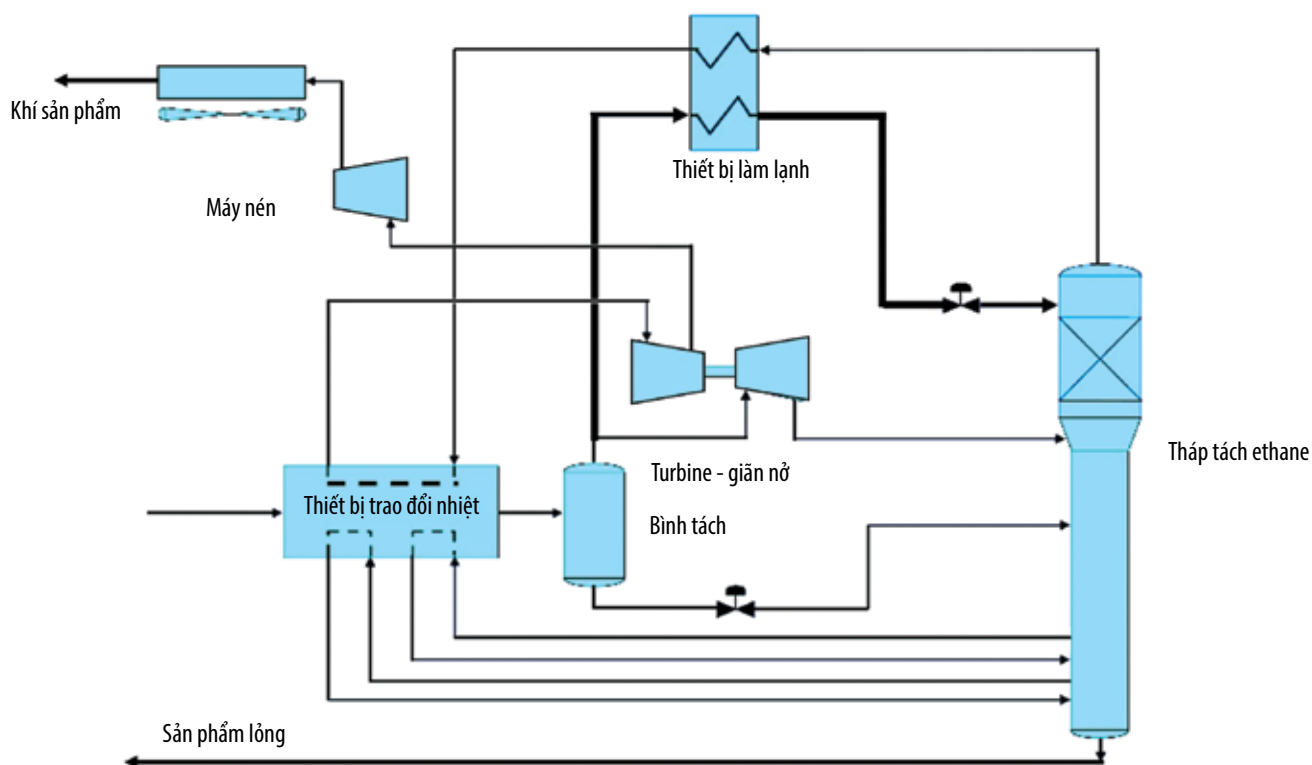 Khí sản phẩm
Thiết bị làm lạnh
Máy nén
Tháp tách ethane
Turbine - giãn nở
Thiết bị trao đổi nhiệt
Bình tách
Sản phẩm lỏng